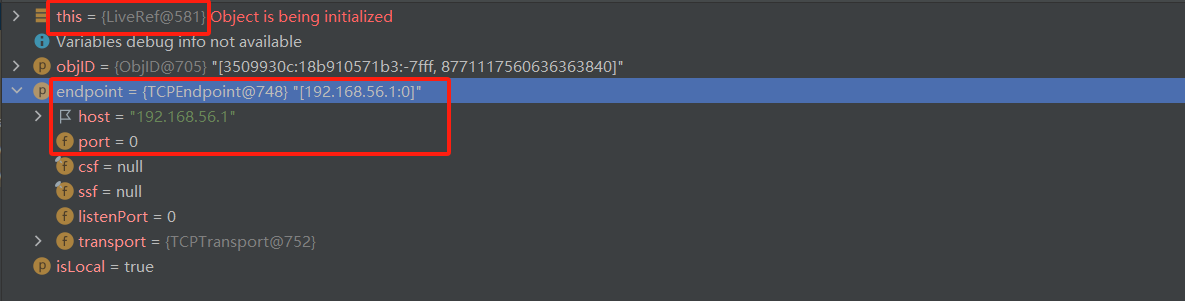 this = {LiveRef@581} Object is being initialized
Variables debug info not available
objID = {ObjID@705} "[3509930c:18b910571b3:-7fff, 8771117560636363840]"
endpoint = {TCPEndpoint@748} "[192.168.56.1:0]"
host = "192.168.56.1"
port = 0
csf = null
ssf = null
listenPort = 0
transport = {TCPTransport@752}
isLocal = true